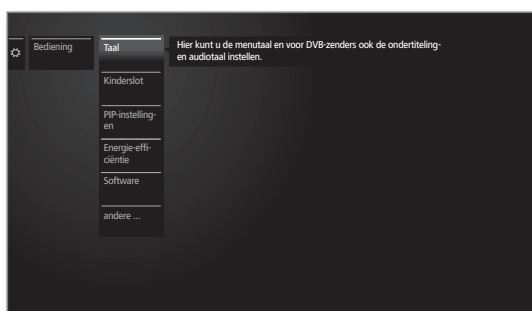 Bediening
Taal
Hier kunt u de menutaal en voor DVB-zenders ook de ondertiteling-
en audiotaal instellen.
Kinderslot
PIP-instelling-
en
Energie-effi-
ciëntie
Software
andere ...